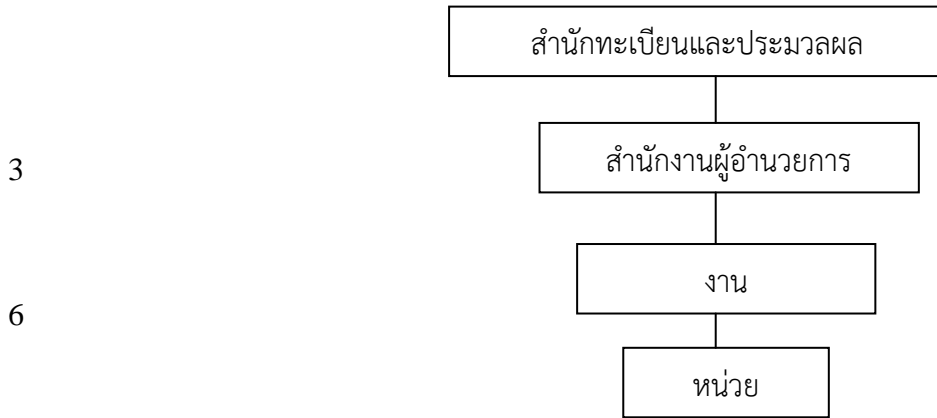 สำนักทะเบียนและประมวลผล
3
สำนักงานผู้อำนวยการ
งาน
6
หน่วย